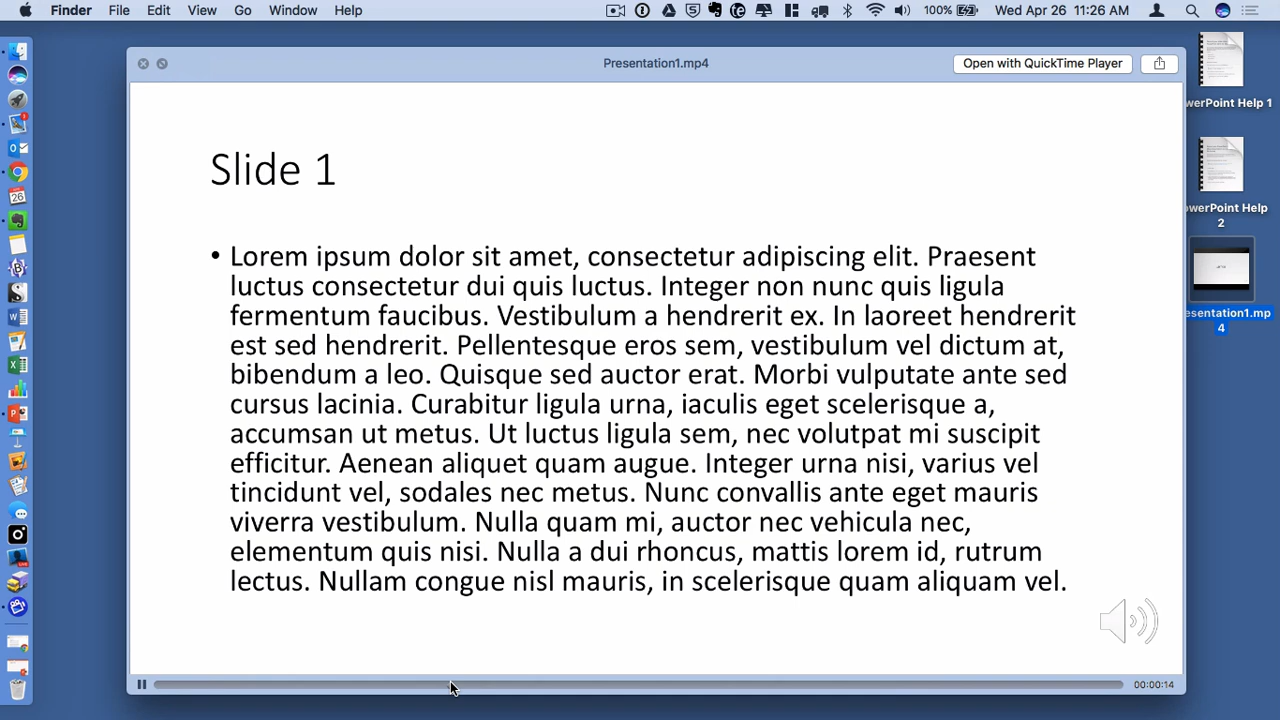 Finder File Edit View Go Window Help 100% Wed Apr 26 11:26 AM
Presentation1.mp4
Open with QuickTime Player
Slide 1
• Lorem ipsum dolor sit amet, consectetur adipiscing elit. Praesent
luctus consectetur dui quis luctus. Integer non nunc quis ligula
fermentum faucibus. Vestibulum a hendrerit ex. In laoreet hendrerit
est sed hendrerit. Pellentesque eros sem, vestibulum vel dictum at,
bibendum a leo. Quisque sed auctor erat. Morbi vulputate ante sed
cursus lacinia. Curabitur ligula urna, iaculis eget scelerisque a,
accumsan ut metus. Ut luctus ligula sem, nec volutpat mi suscipit
efficitur. Aenean aliquet quam augue. Integer urna nisi, varius vel
tincidunt vel, sodales nec metus. Nunc convallis ante eget mauris
viverra vestibulum. Nulla quam mi, auctor nec vehicula nec,
elementum quis nisi. Nulla a dui rhoncus, mattis lorem id, rutrum
lectus. Nullam congue nisl mauris, in scelerisque quam aliquam vel.
00:00:14
werPoint Help 1
owerPoint Help
2
esentation1.mp
4
26